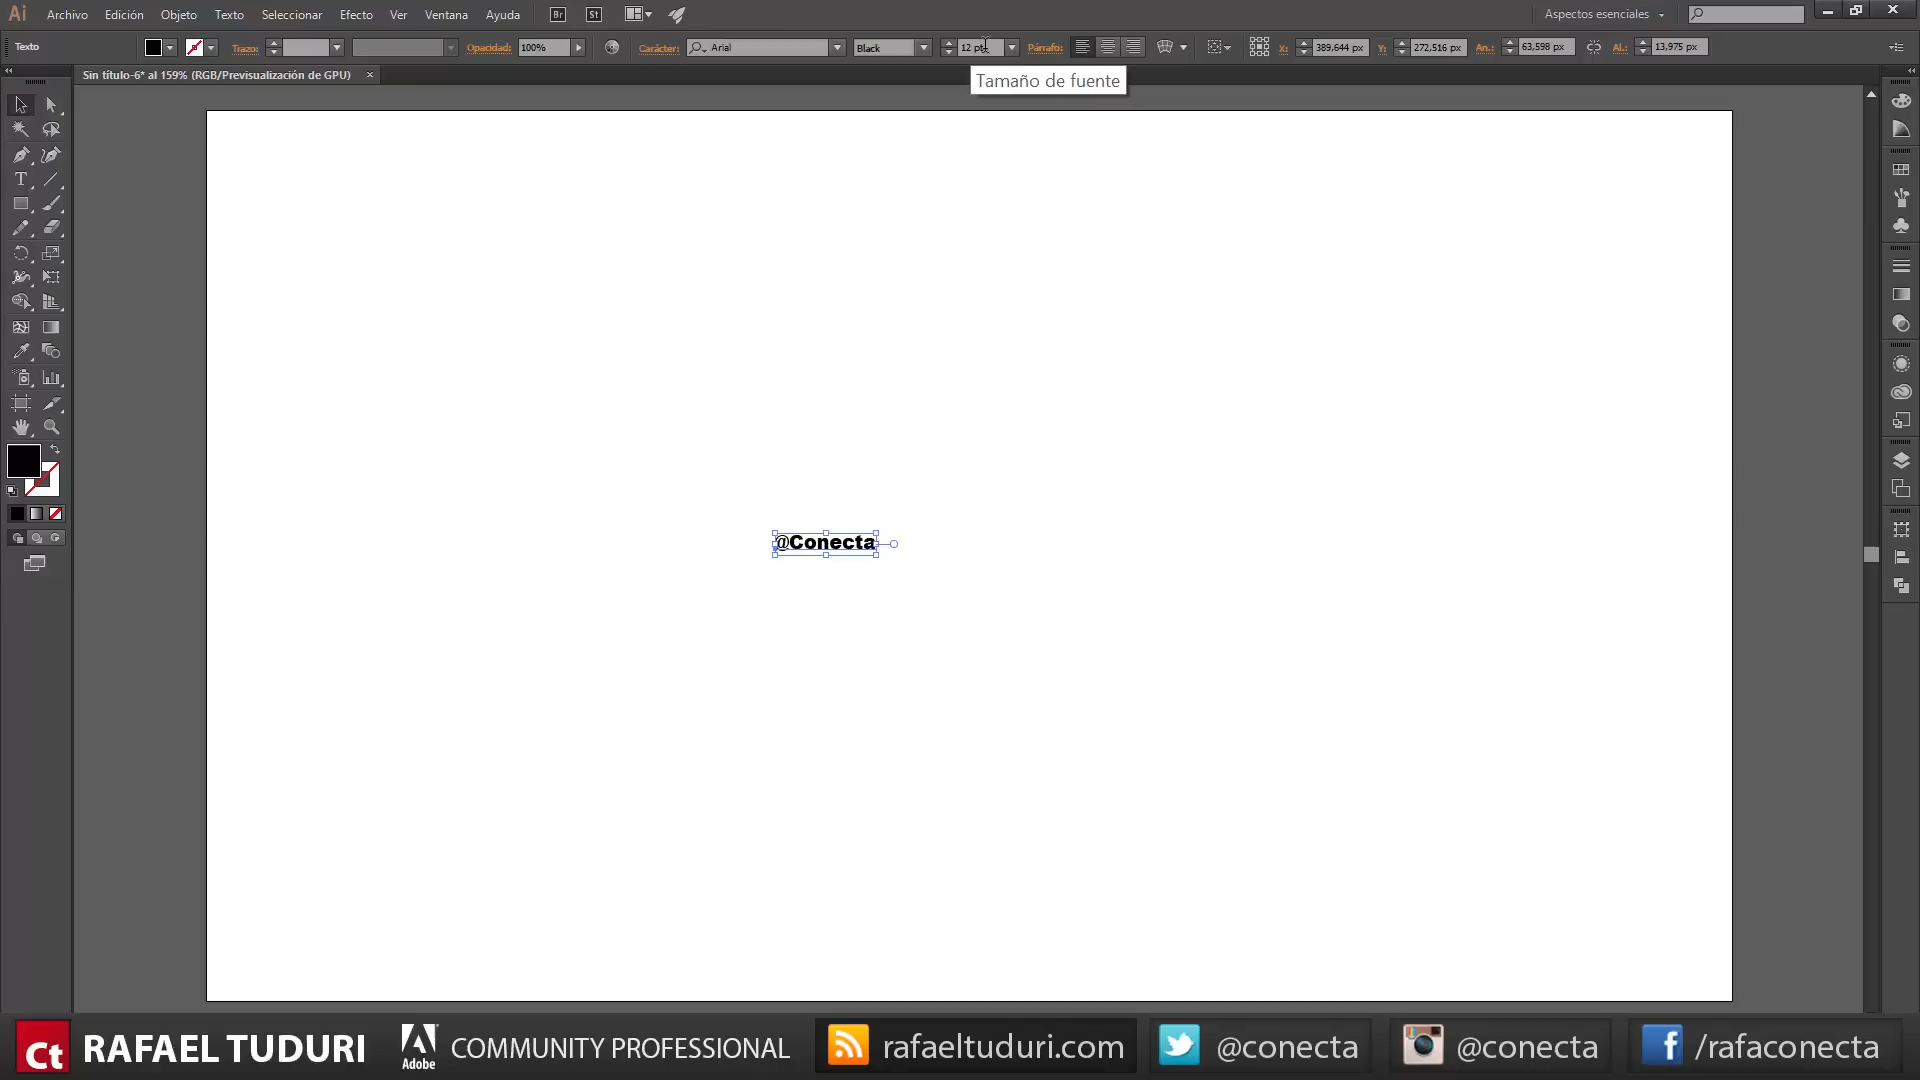 Ai Archivo Edición Objeto Texto Seleccionar Efecto Ver Ventana Ayuda Br St Aspectos esenciales
Texto Trazo: Opacidad: 100% Carácter: Arial Black 12 pt Párrafo: X: 389,644 px Y: 272,516 px An.: 63,598 px Al.: 13,975 px
Sin título-6* al 159% (RGB/Previsualización de GPU) ×
Tamaño de fuente
@Conecta
Ct RAFAEL TUDURI Adobe COMMUNITY PROFESSIONAL rafaeltuduri.com @conecta @conecta /rafaconecta